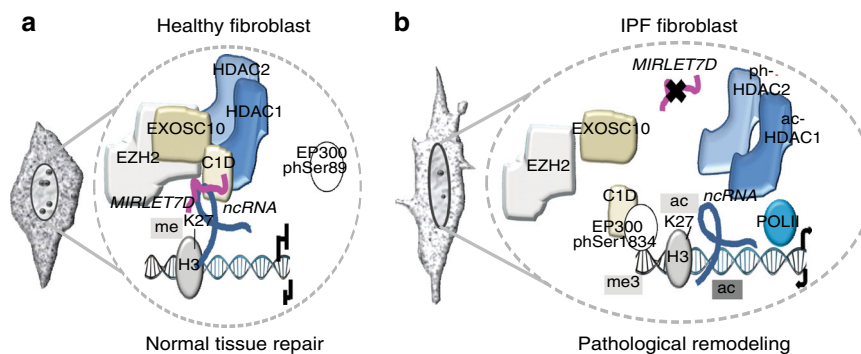 a
Healthy fibroblast
HDAC2
HDAC1
EXOSC10
EZH2
C1D
EP300
phSer89
MIRLET7D
ncRNA
me
K27
H3
Normal tissue repair
b
IPF fibroblast
MIRLET7D
ph-
HDAC2
ac-
HDAC1
EXOSC10
EZH2
C1D
ac
ncRNA
EP300
K27
POLII
phSer1834
H3
me3
ac
Pathological remodeling